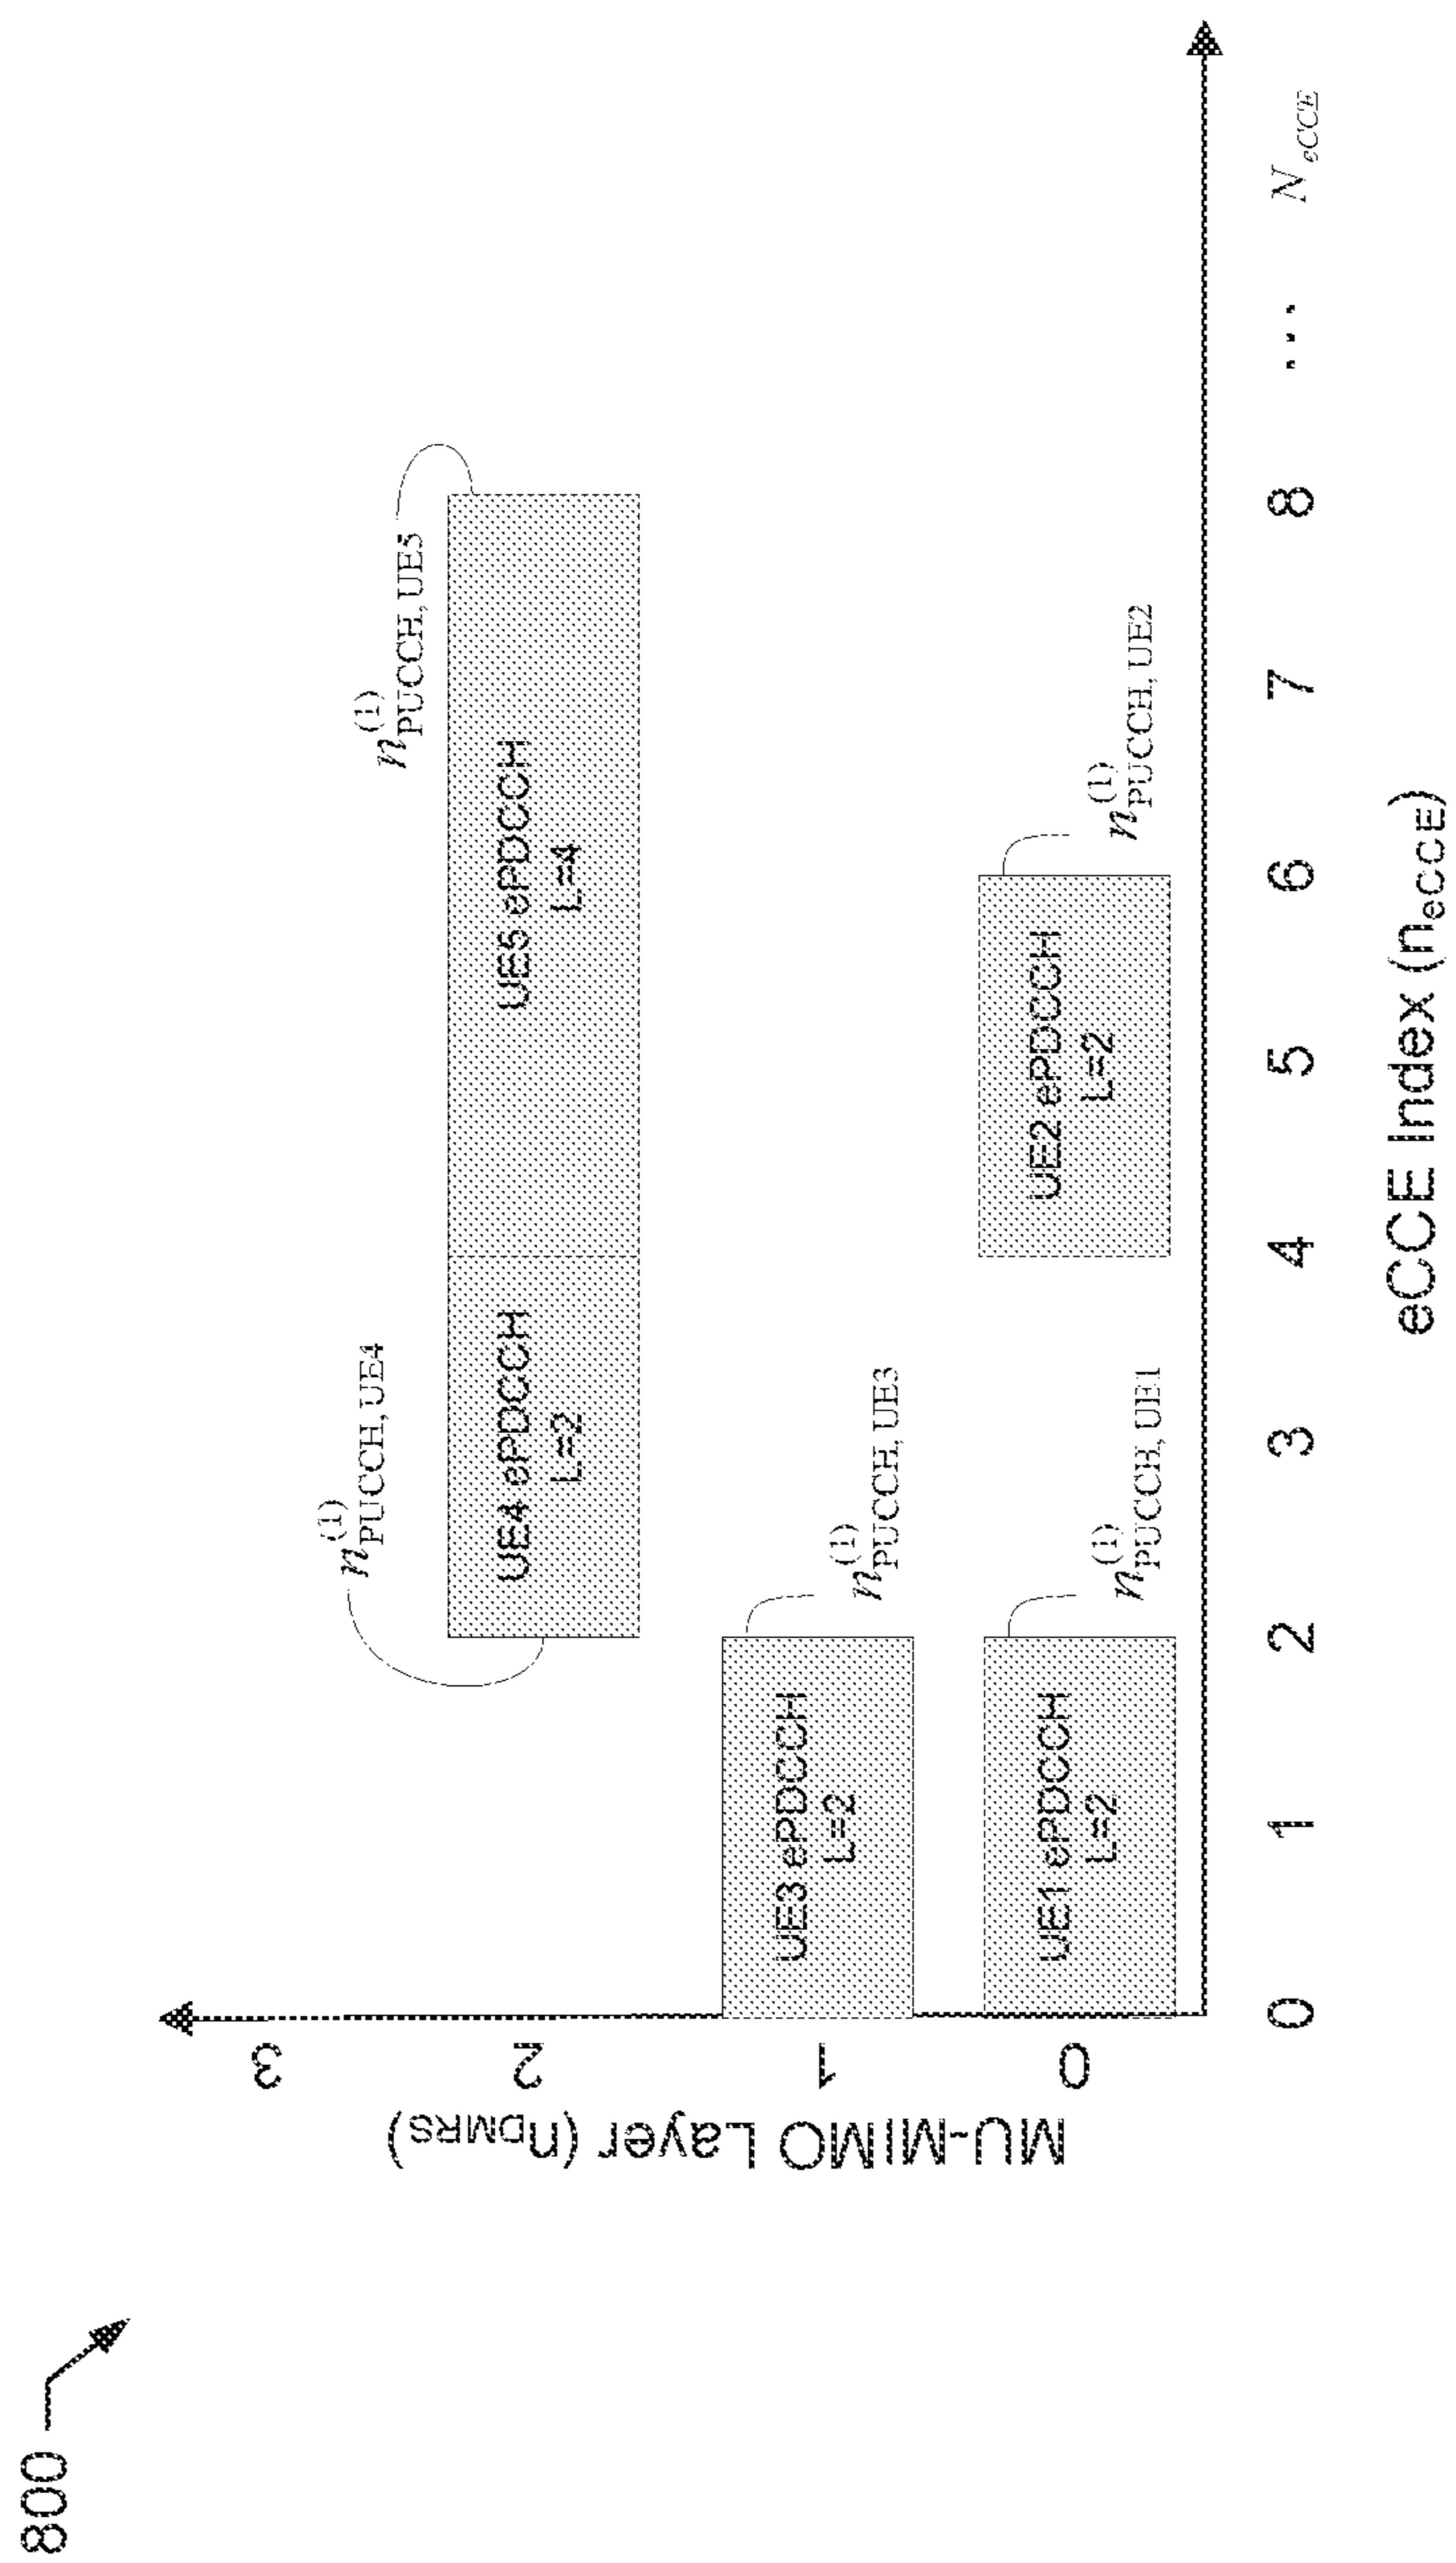 800
MU-MIMO Layer (nDMRS)
3
2
1
0
n(1)PUCCH, UE4
n(1)PUCCH, UE5
UE4 ePDCCH
L=2
UE5 ePDCCH
L=4
UE3 ePDCCH
L=2
n(1)PUCCH, UE3
UE1 ePDCCH
L=2
n(1)PUCCH, UE1
UE2 ePDCCH
L=2
n(1)PUCCH, UE2
0 1 2 3 4 5 6 7 8 ... NeCCE
eCCE Index (neCCE)